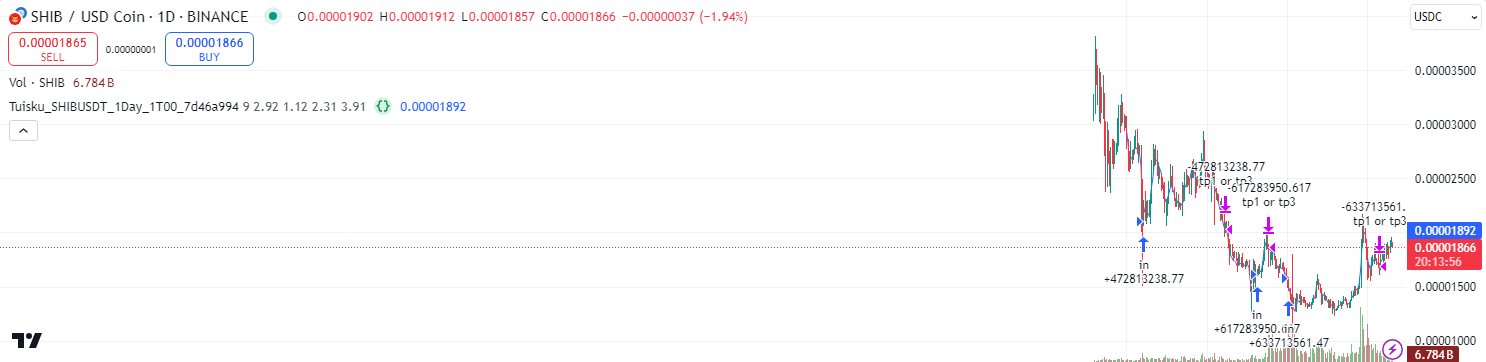 SHIB / USD Coin · 1D · BINANCE O0.00001902 H0.00001912 L0.00001857 C0.00001866 −0.00000037 (−1.94%)
USDC
0.00001865 SELL
0.00000001
0.00001866 BUY
Vol · SHIB 6.784 B
Tuisku_SHIBUSDT_1Day_1T00_7d46a994 9 2.92 1.12 2.31 3.91 {} 0.00001892
0.00003500
0.00003000
0.00002500
-472813238.77
tp1 or tp3
-617283950.617
tp1 or tp3
-633713561.
tp1 or tp3
0.00001892
0.00001866
20:13:56
in
+472813238.77
0.00001500
in
+617283950.617
in
+633713561.47
0.00001000
6.784 B